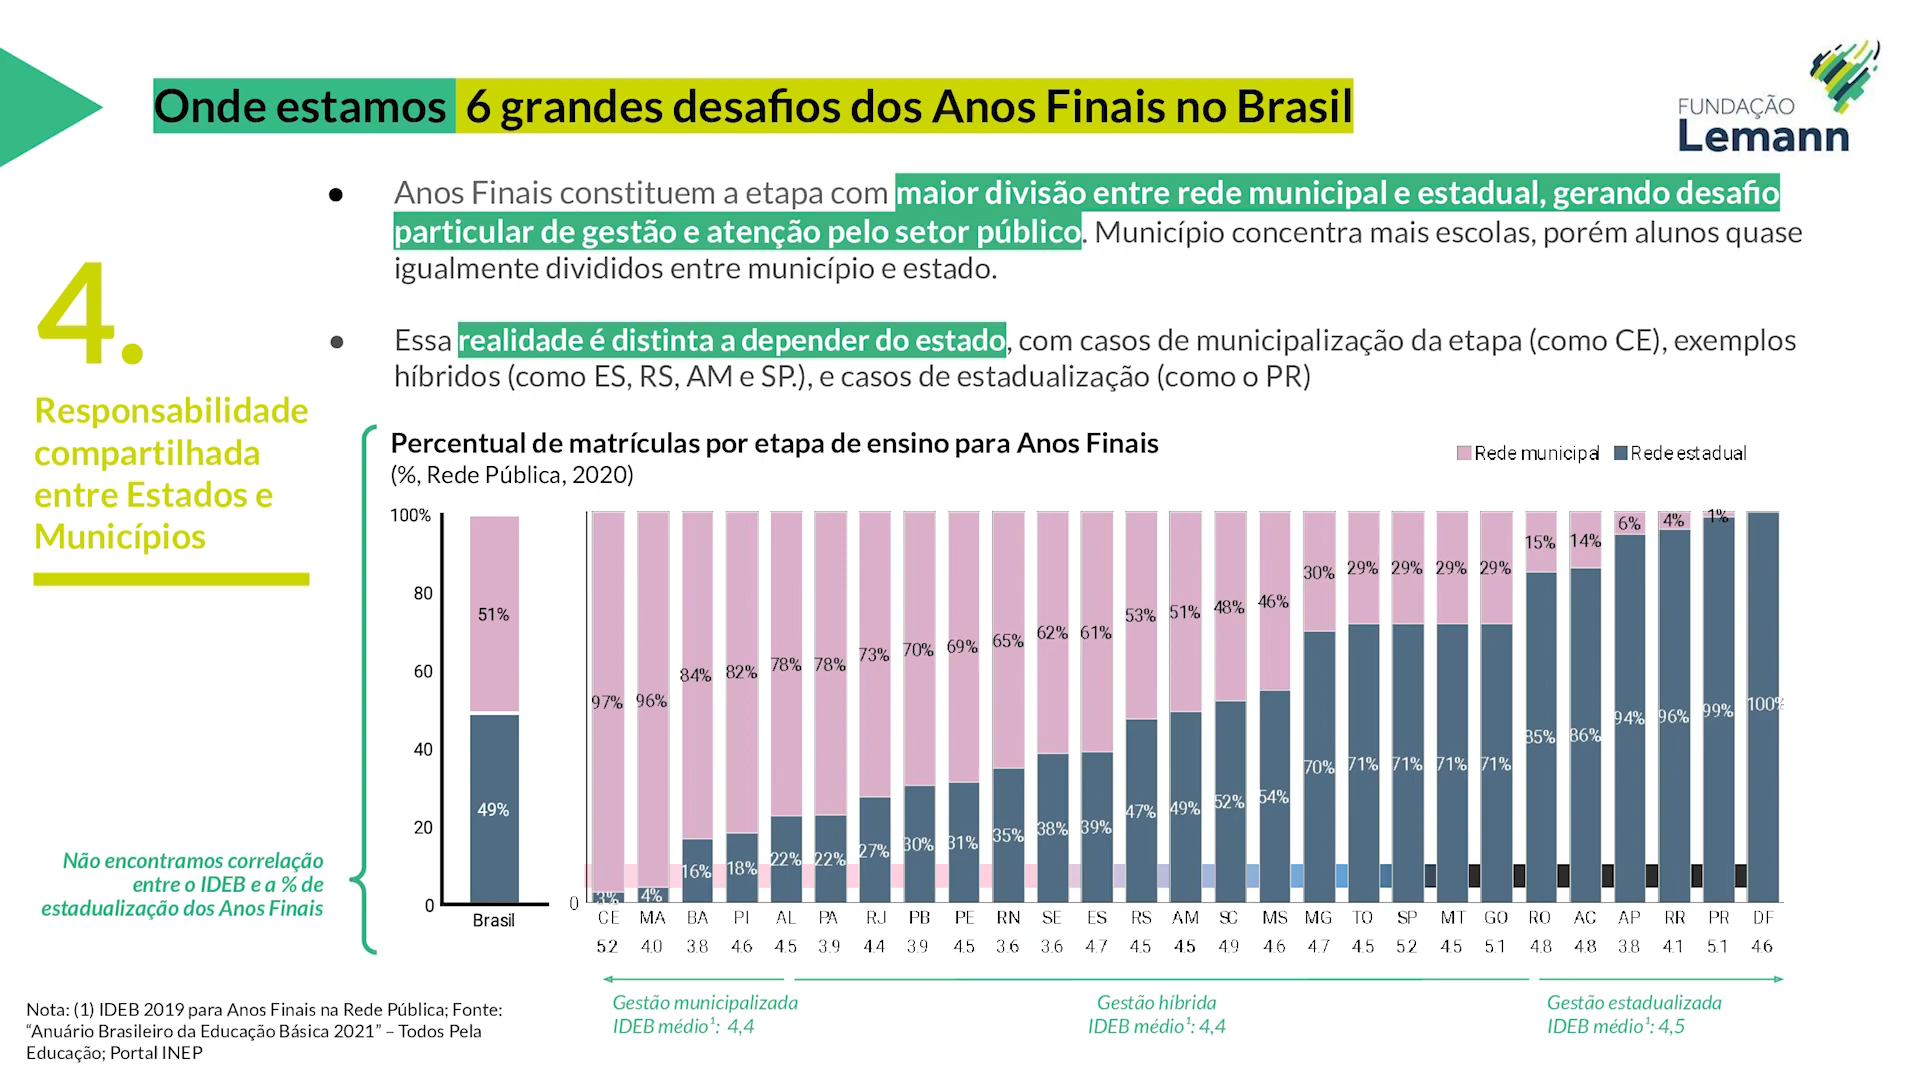 Onde estamos 6 grandes desafios dos Anos Finais no Brasil
FUNDAÇÃO
Lemann
● Anos Finais constituem a etapa com maior divisão entre rede municipal e estadual, gerando desafio
particular de gestão e atenção pelo setor público. Município concentra mais escolas, porém alunos quase
igualmente divididos entre município e estado.
● Essa realidade é distinta a depender do estado, com casos de municipalização da etapa (como CE), exemplos
híbridos (como ES, RS, AM e SP.), e casos de estadualização (como o PR)
4.
Responsabilidade
compartilhada
entre Estados e
Municípios
Percentual de matrículas por etapa de ensino para Anos Finais
(%, Rede Pública, 2020)
Rede municipal Rede estadual
100%
80
60
40
20
0
51%
49%
Brasil
0
97% 96% 84% 82% 78% 78% 73% 70% 69% 65% 62% 61% 53% 51% 48% 46% 30% 29% 29% 29% 29% 15% 14% 6% 4% 1%
3% 4% 16% 18% 22% 22% 27% 30% 31% 35% 38% 39% 47% 49% 52% 54% 70% 71% 71% 71% 71% 85% 86% 94% 96% 99% 100%
CE MA BA PI AL PA RJ PB PE RN SE ES RS AM SC MS MG TO SP MT GO RO AC AP RR PR DF
5.2 4.0 3.8 4.6 4.5 3.9 4.4 3.9 4.5 3.6 3.6 4.7 4.5 4.5 4.9 4.6 4.7 4.5 5.2 4.5 5.1 4.8 4.8 3.8 4.1 5.1 4.6
Não encontramos correlação
entre o IDEB e a % de
estadualização dos Anos Finais
Gestão municipalizada
IDEB médio¹: 4,4
Gestão híbrida
IDEB médio¹: 4,4
Gestão estadualizada
IDEB médio¹: 4,5
Nota: (1) IDEB 2019 para Anos Finais na Rede Pública; Fonte:
“Anuário Brasileiro da Educação Básica 2021” – Todos Pela
Educação; Portal INEP